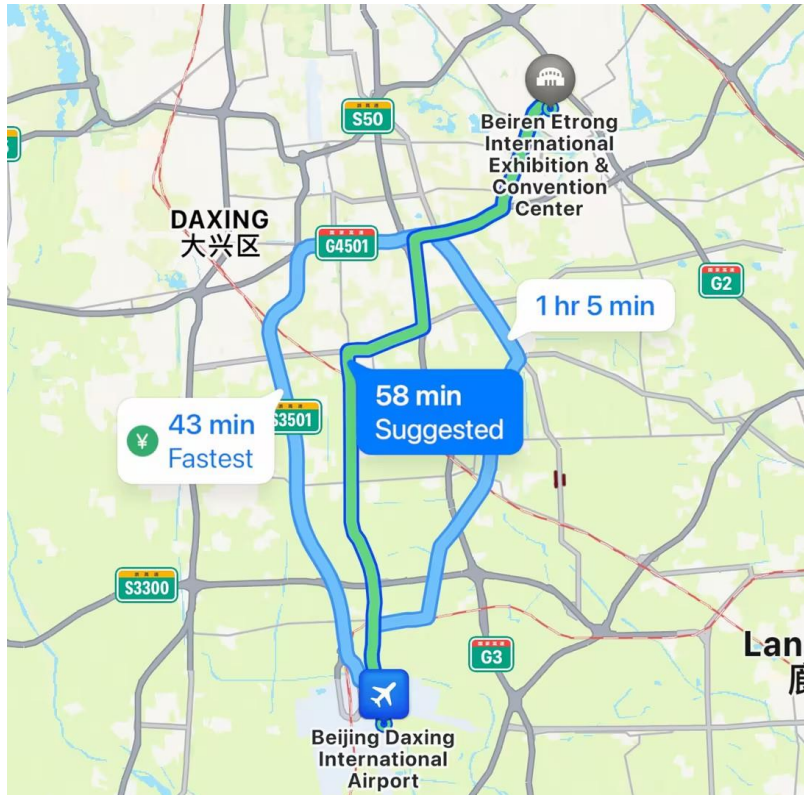 S50
Beiren Etrong
International
Exhibition &
Convention
Center
DAXING
大兴区
G4501
G2
1 hr 5 min
58 min
Suggested
¥
43 min
Fastest
S3501
S3300
Lan
G3
Beijing Daxing
International
Airport